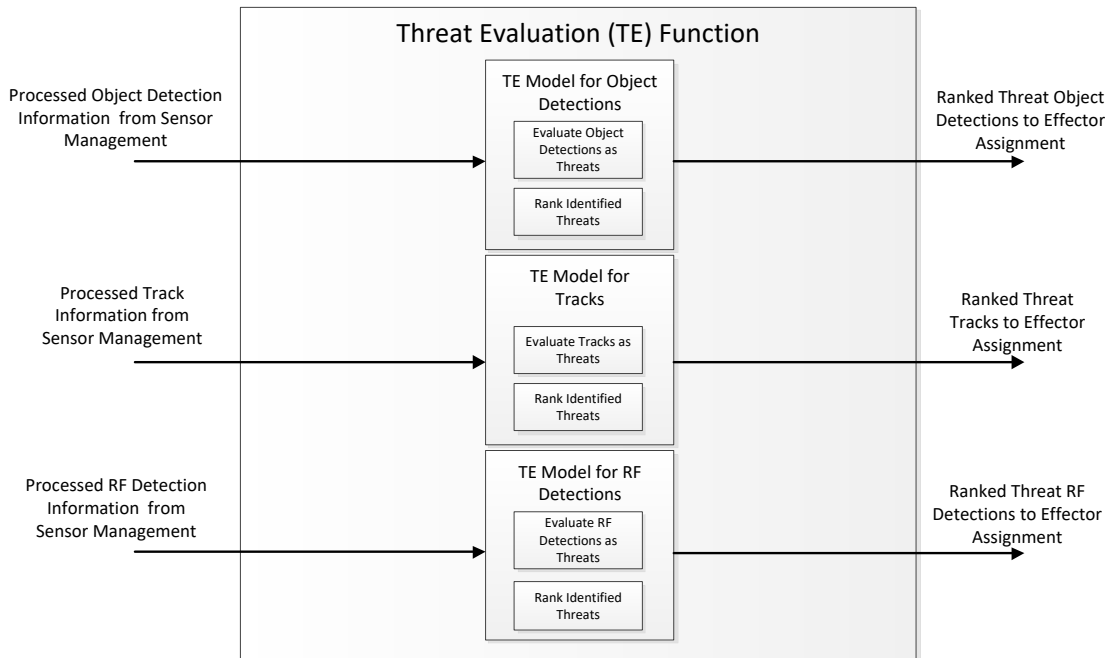 Threat Evaluation (TE) Function
Processed Object Detection
Information from Sensor
Management
TE Model for Object
Detections
Evaluate Object
Detections as
Threats
Rank Identified
Threats
Ranked Threat Object
Detections to Effector
Assignment
Processed Track
Information from
Sensor Management
TE Model for
Tracks
Evaluate Tracks as
Threats
Rank Identified
Threats
Ranked Threat
Tracks to Effector
Assignment
Processed RF Detection
Information from
Sensor Management
TE Model for RF
Detections
Evaluate RF
Detections as
Threats
Rank Identified
Threats
Ranked Threat RF
Detections to Effector
Assignment